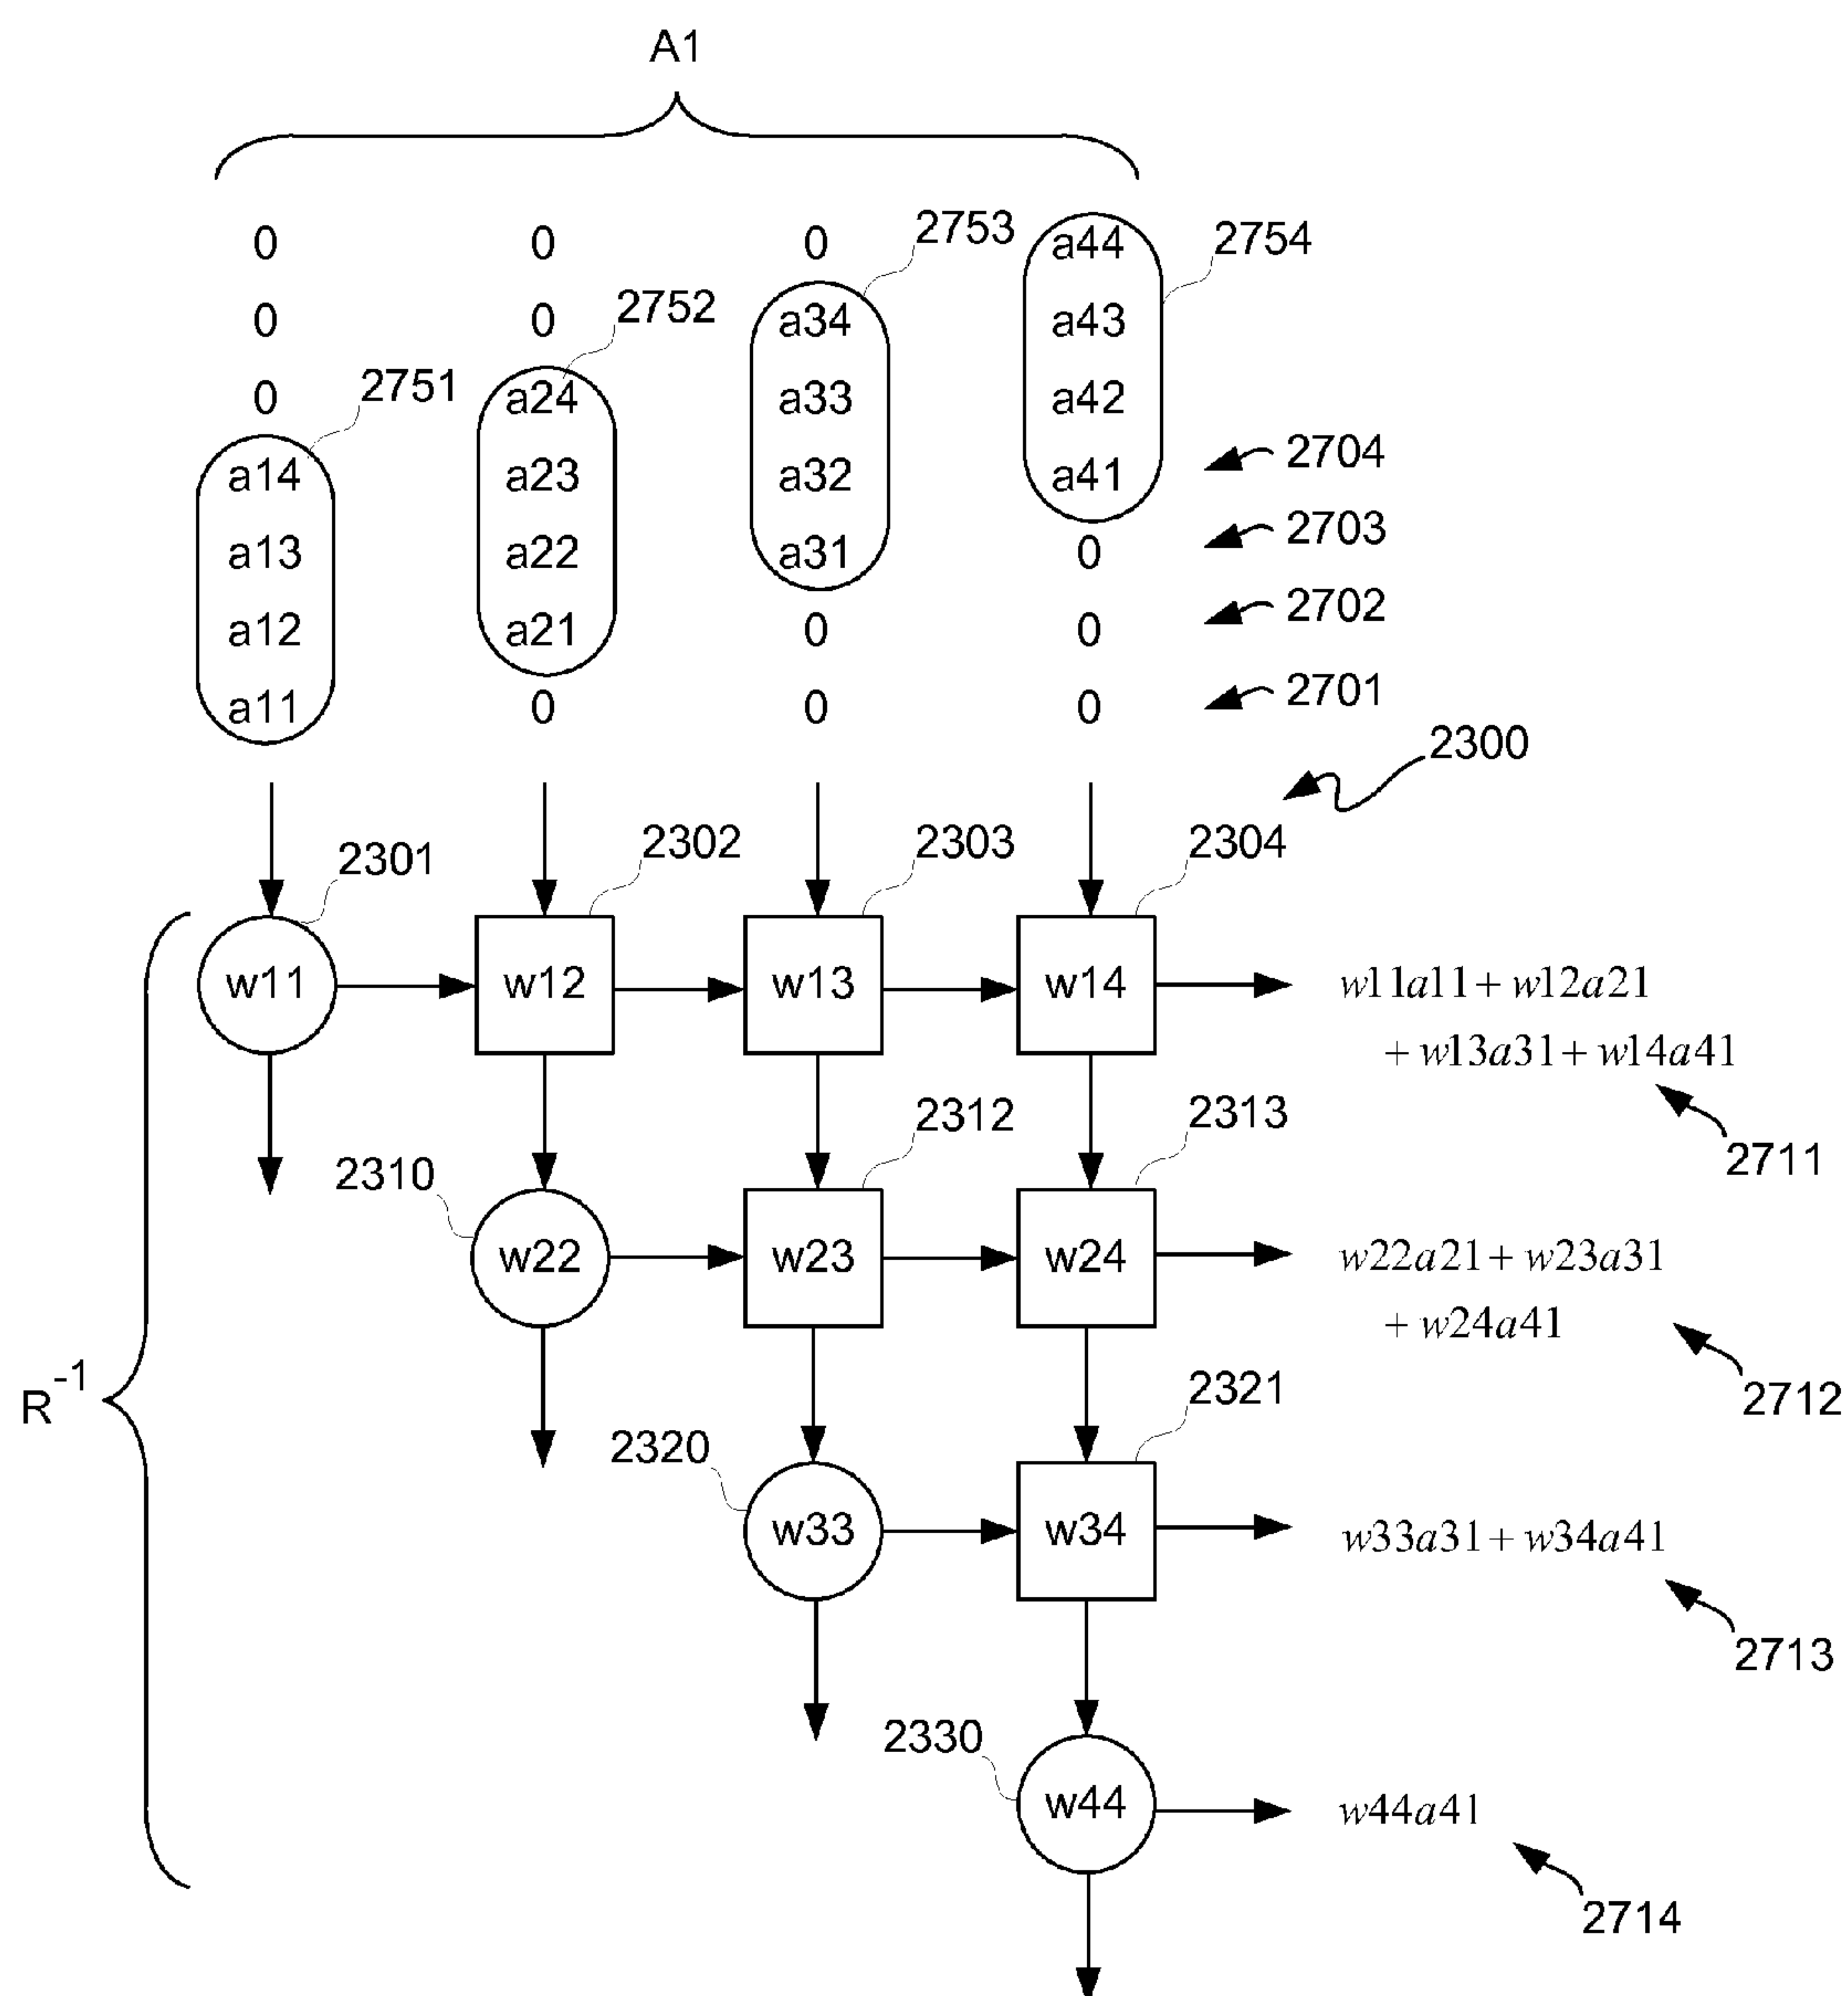 A1
0 0 0 2753 a44 2754
0 0 2752 a34 a43
0 2751 a24 a33 a42
a14 a23 a32 a41 2704
a13 a22 a31 0 2703
a12 a21 0 0 2702
a11 0 0 0 2701
2300
2301 2302 2303 2304
w11 w12 w13 w14 w11a11 + w12a21
+ w13a31 + w14a41
2711
2310 2312 2313
w22 w23 w24 w22a21 + w23a31
+ w24a41
2712
R-1
2320 2321
w33 w34 w33a31 + w34a41
2713
2330
w44 w44a41
2714